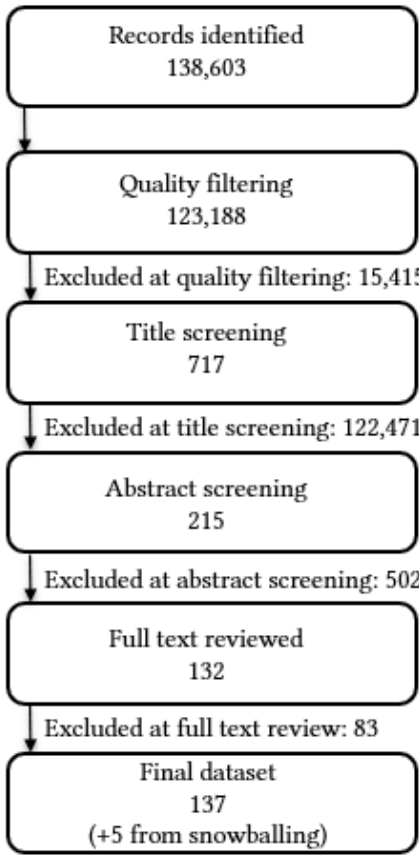 Records identified
138,603
Quality filtering
123,188
Excluded at quality filtering: 15,415
Title screening
717
Excluded at title screening: 122,471
Abstract screening
215
Excluded at abstract screening: 502
Full text reviewed
132
Excluded at full text review: 83
Final dataset
137
(+5 from snowballing)